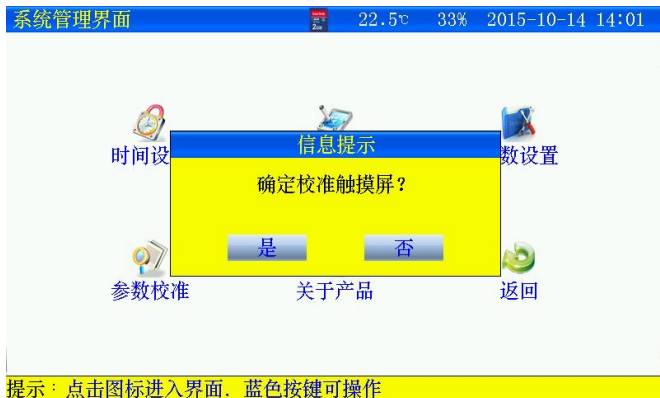 系统管理界面 22.5℃ 33% 2015-10-14 14:01
时间设
数设置
信息提示
确定校准触摸屏？
是 否
参数校准 关于产品 返回
提示：点击图标进入界面．蓝色按键可操作